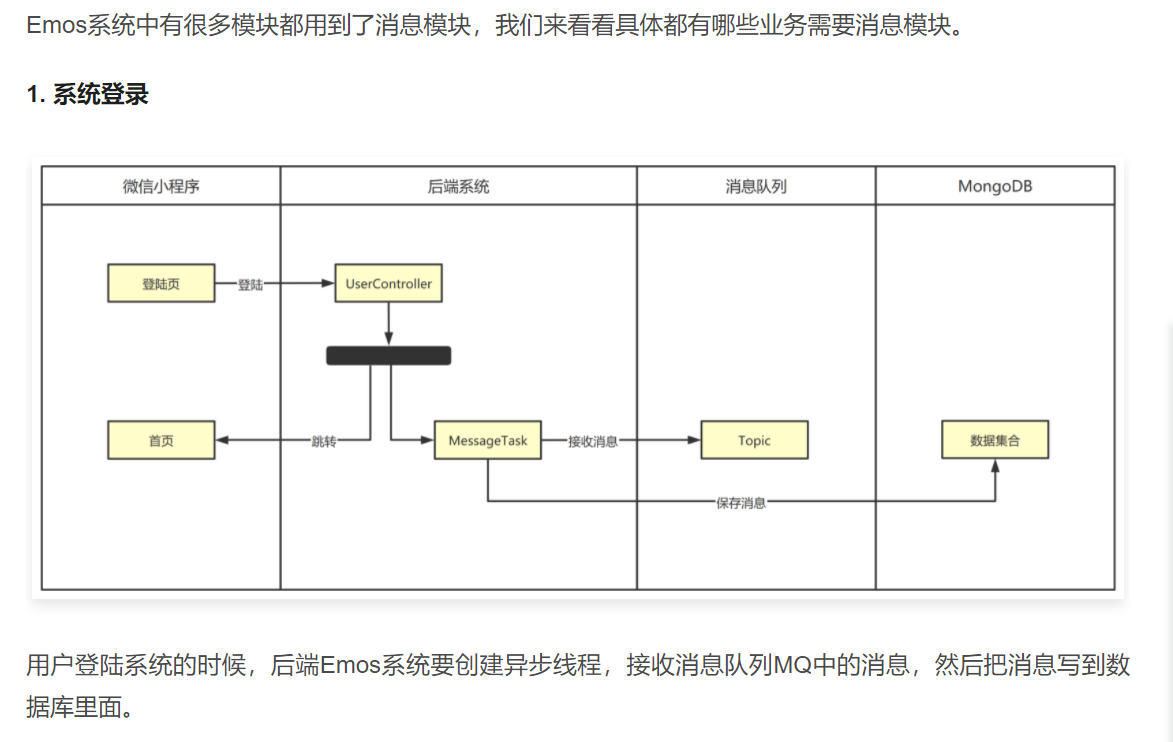 Emos系统中有很多模块都用到了消息模块，我们来看看具体都有哪些业务需要消息模块。
1. 系统登录
微信小程序
后端系统
消息队列
MongoDB
登陆页
登陆
UserController
首页
跳转
MessageTask
接收消息
Topic
数据集合
保存消息
用户登陆系统的时候，后端Emos系统要创建异步线程，接收消息队列MQ中的消息，然后把消息写到数
据库里面。